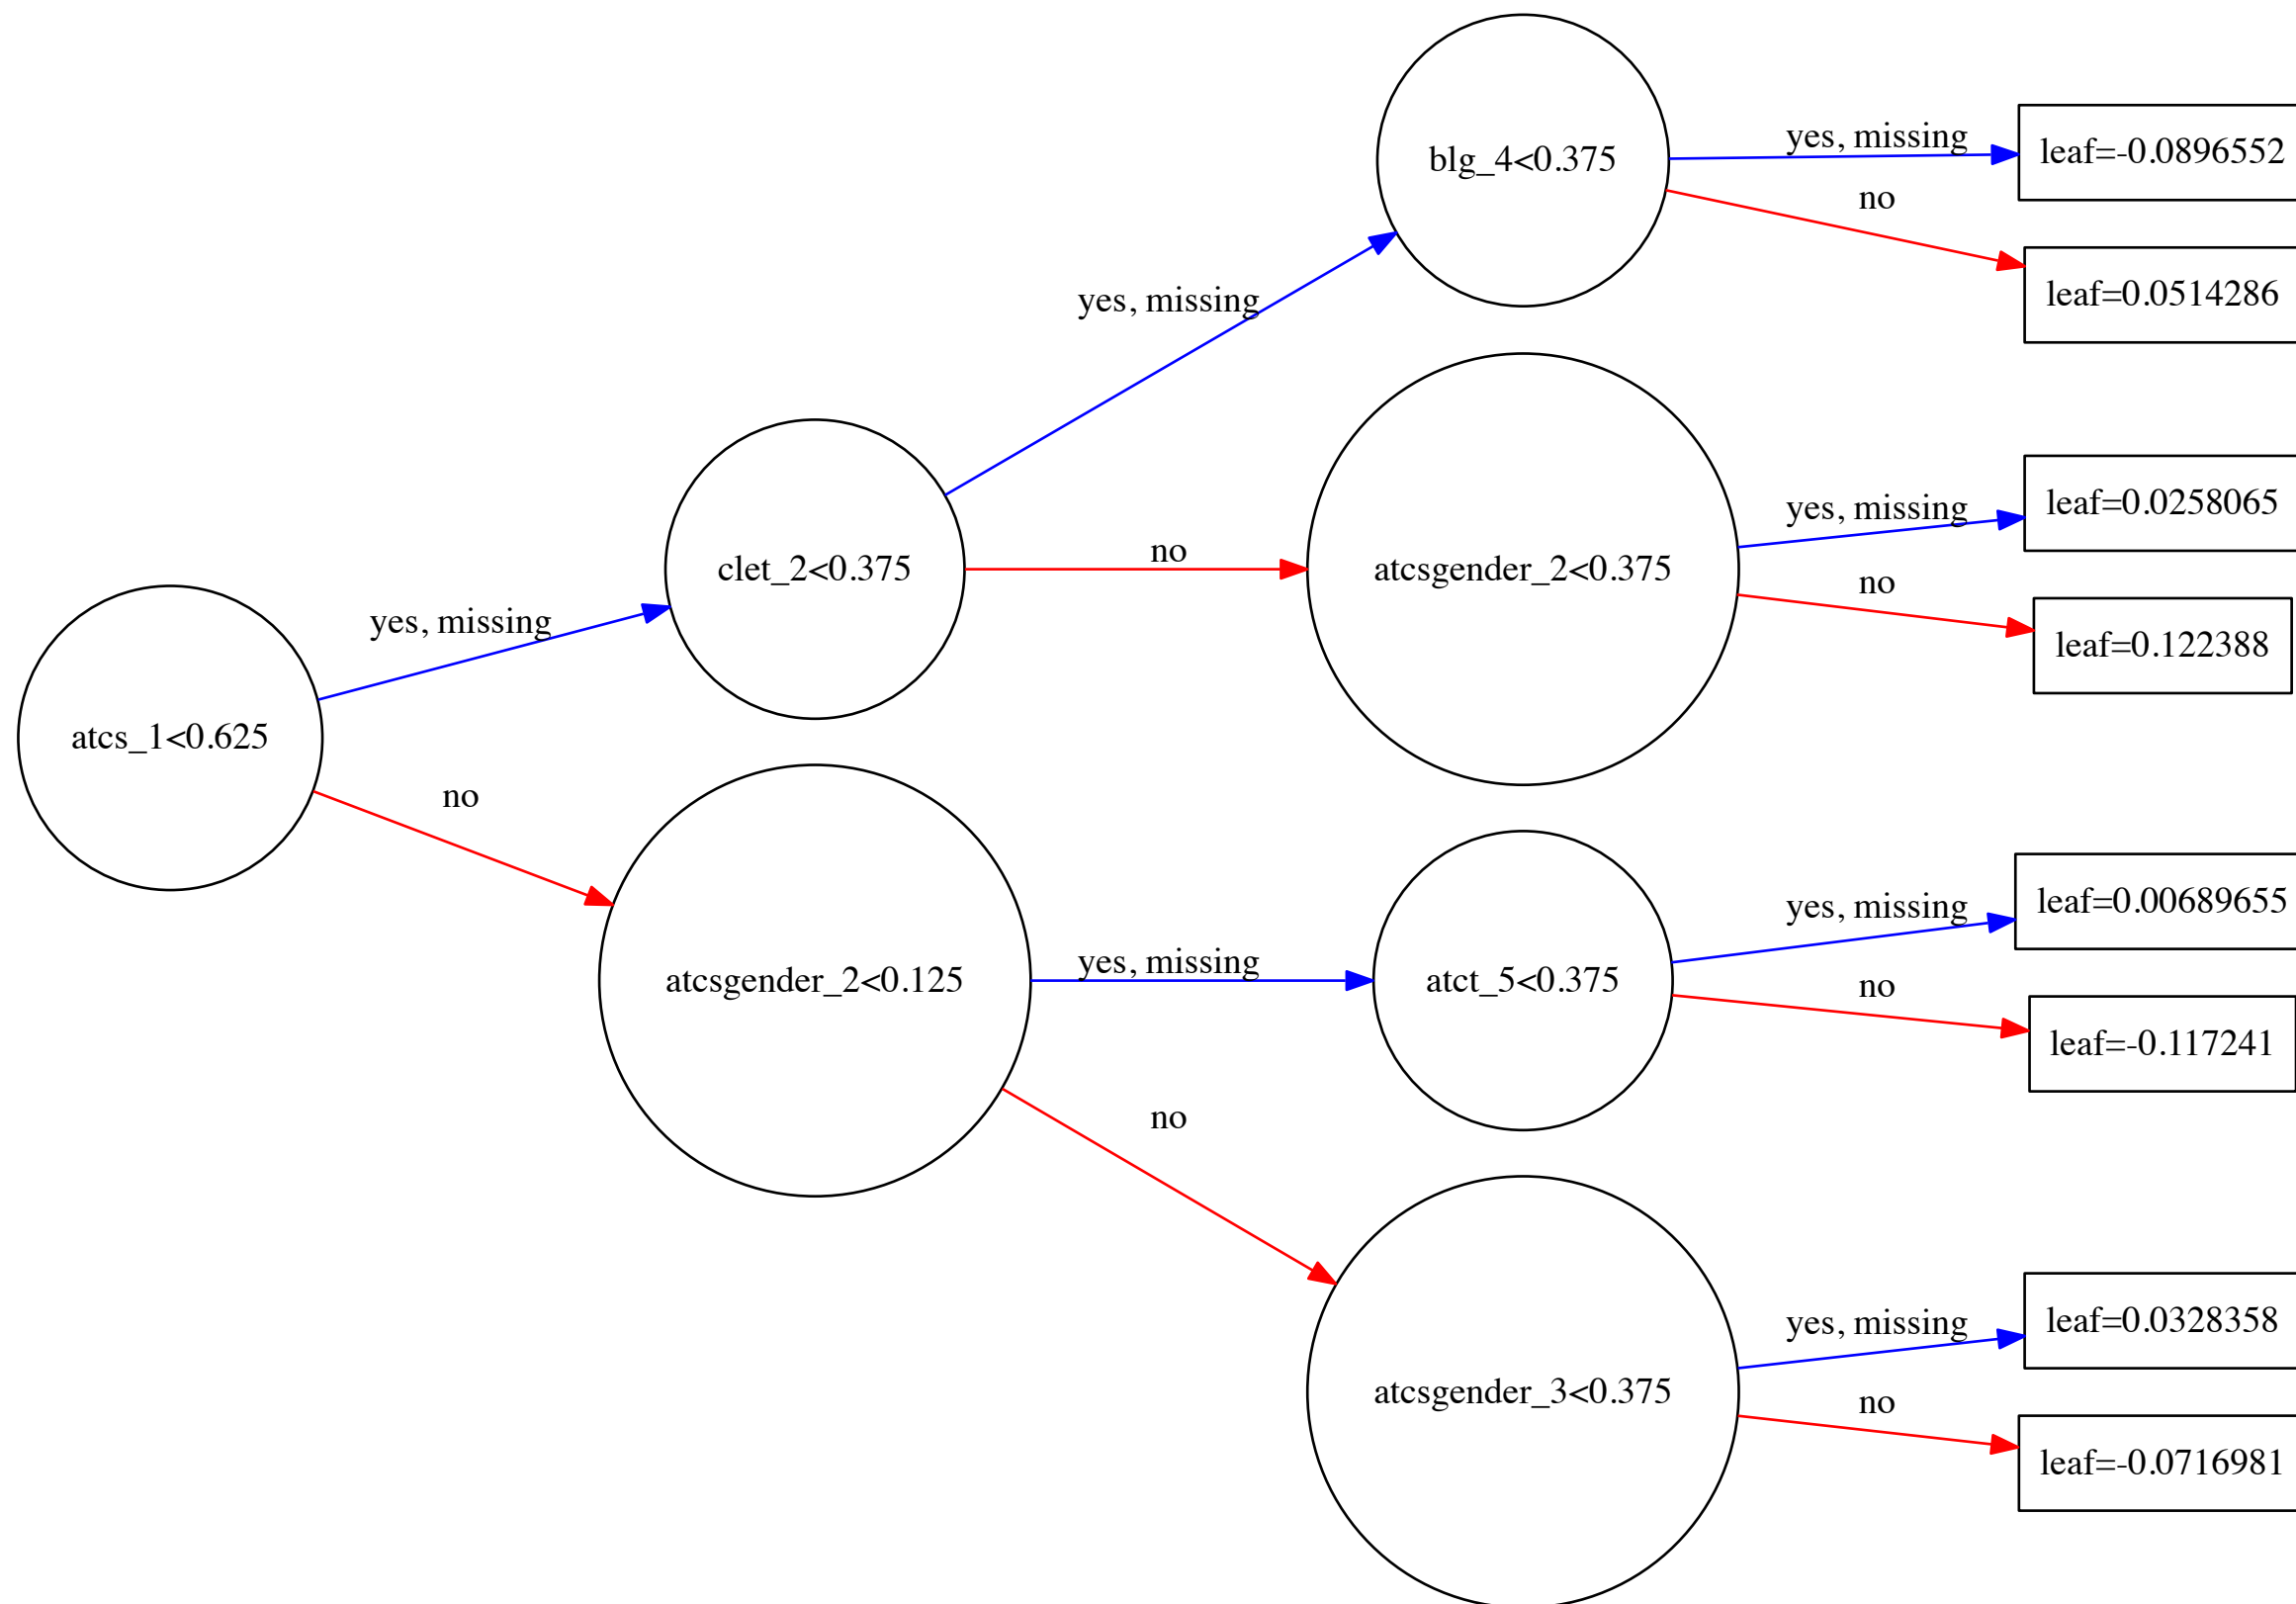 blg_4<0.375
yes, missing
leaf=-0.0896552
no
leaf=0.0514286
yes, missing
clet_2<0.375
no
atcsgender_2<0.375
yes, missing
leaf=0.0258065
no
leaf=0.122388
atcs_1<0.625
yes, missing
no
atcsgender_2<0.125
yes, missing
atct_5<0.375
yes, missing
leaf=0.00689655
no
leaf=-0.117241
no
atcsgender_3<0.375
yes, missing
leaf=0.0328358
no
leaf=-0.0716981